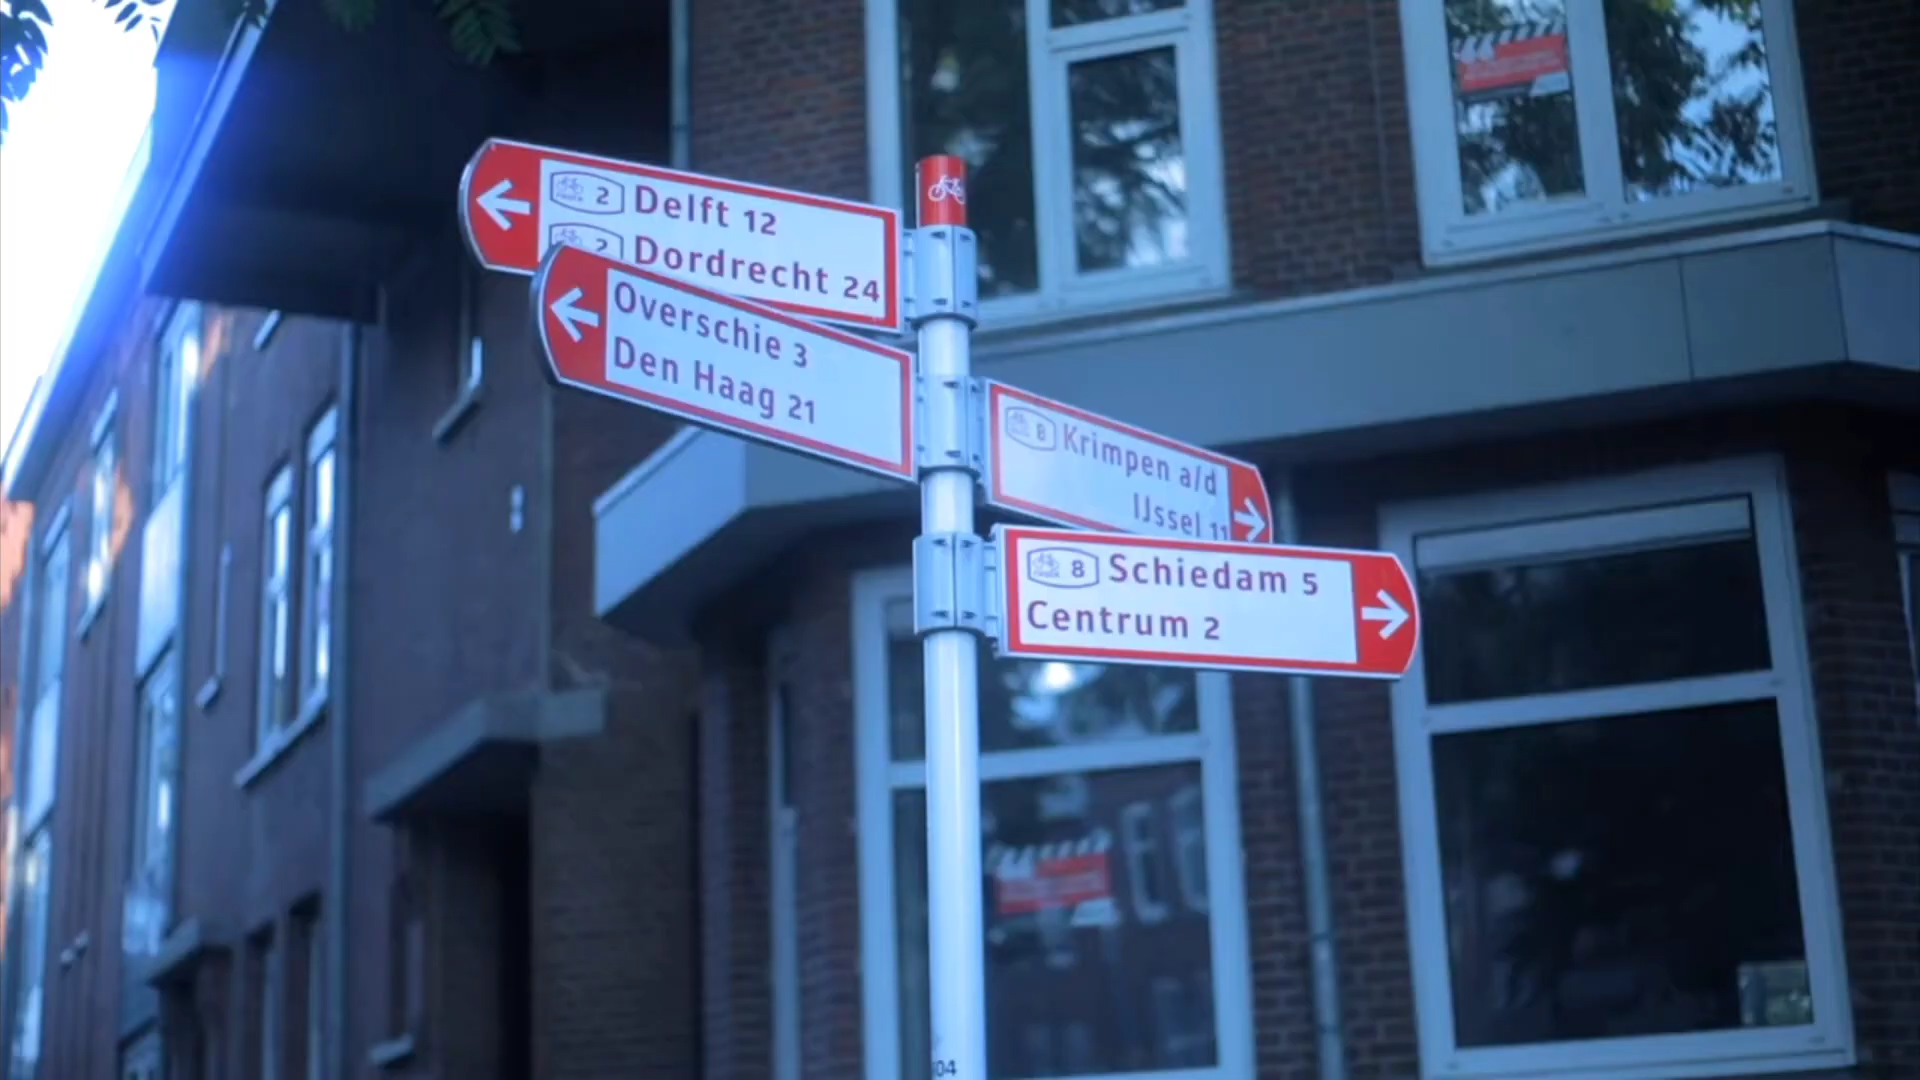 2 Delft 12
2 Dordrecht 24
Overschie 3
Den Haag 21
8 Krimpen a/d
IJssel 11
8 Schiedam 5
Centrum 2